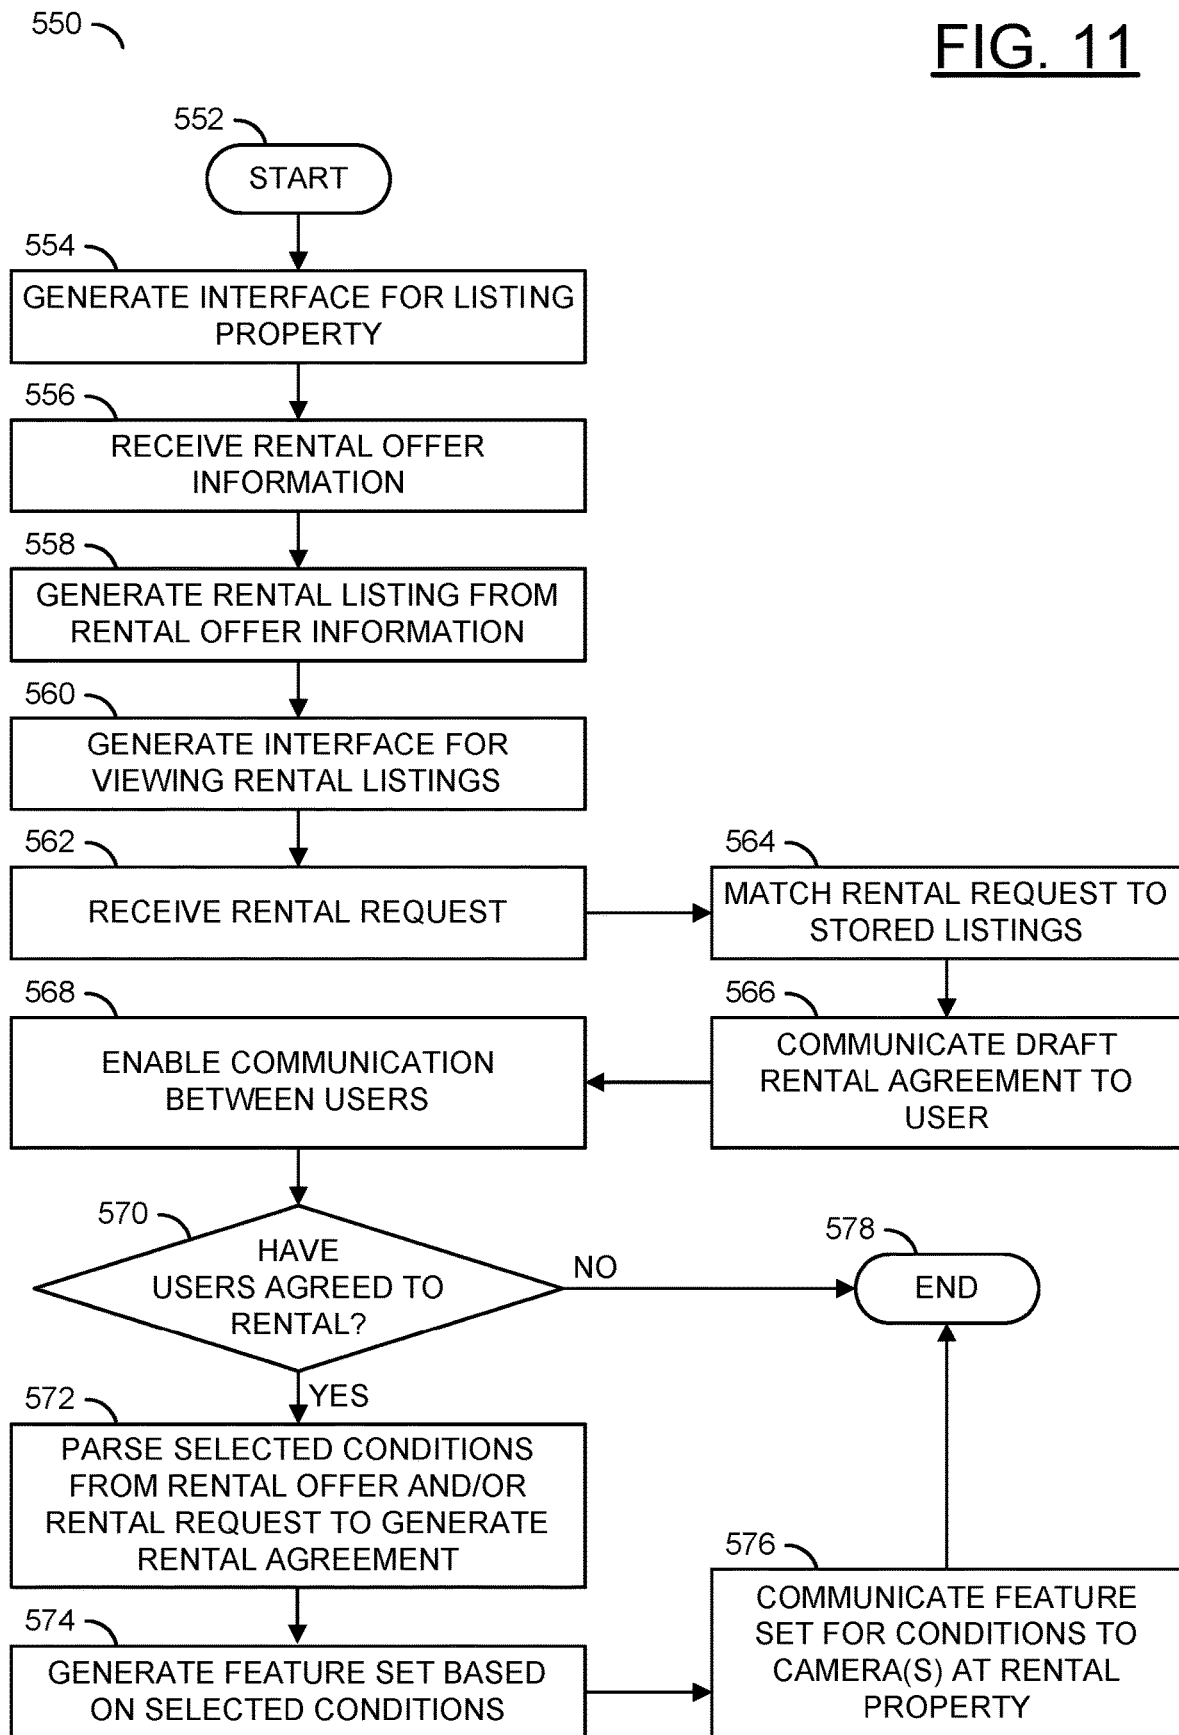 550
FIG. 11
552
START
554
GENERATE INTERFACE FOR LISTING
PROPERTY
556
RECEIVE RENTAL OFFER
INFORMATION
558
GENERATE RENTAL LISTING FROM
RENTAL OFFER INFORMATION
560
GENERATE INTERFACE FOR
VIEWING RENTAL LISTINGS
562
RECEIVE RENTAL REQUEST
564
MATCH RENTAL REQUEST TO
STORED LISTINGS
566
COMMUNICATE DRAFT
RENTAL AGREEMENT TO
USER
568
ENABLE COMMUNICATION
BETWEEN USERS
570
HAVE
USERS AGREED TO
RENTAL?
NO
578
END
YES
572
PARSE SELECTED CONDITIONS
FROM RENTAL OFFER AND/OR
RENTAL REQUEST TO GENERATE
RENTAL AGREEMENT
574
GENERATE FEATURE SET BASED
ON SELECTED CONDITIONS
576
COMMUNICATE FEATURE
SET FOR CONDITIONS TO
CAMERA(S) AT RENTAL
PROPERTY